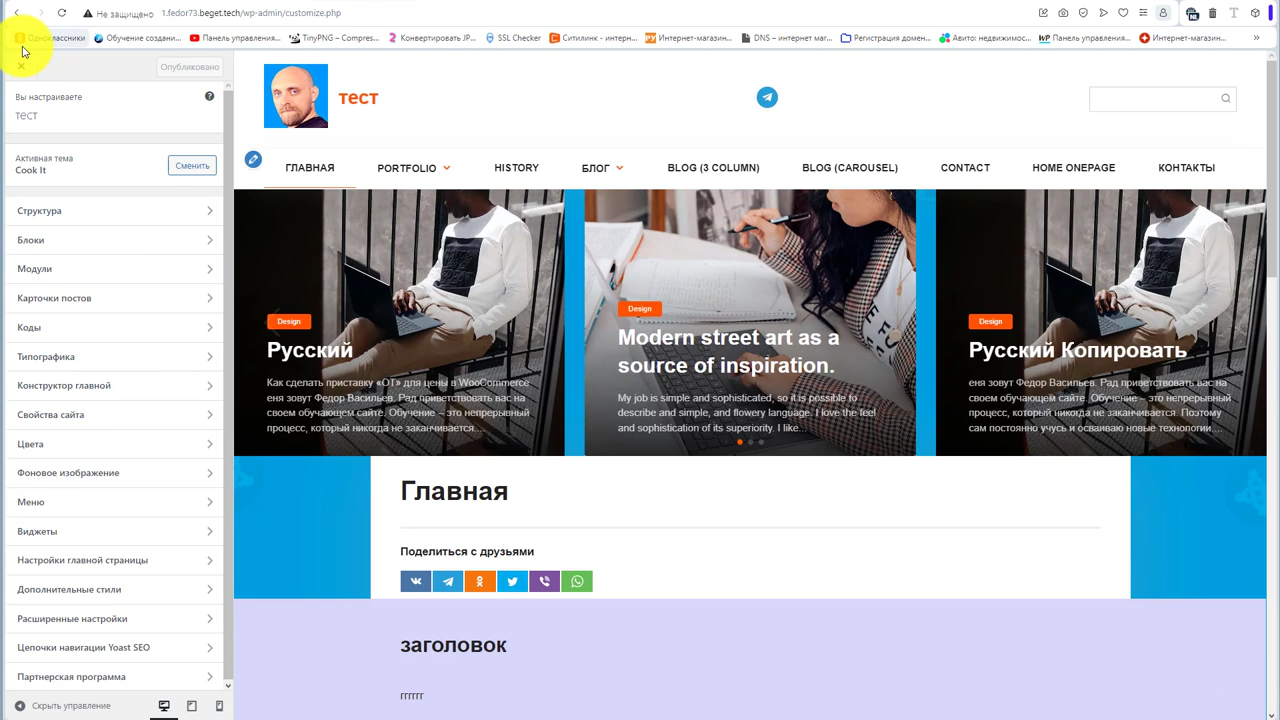 Не защищено
1.fedor73.beget.tech/wp-admin/customize.php
Одноклассники
Обучение создани...
Панель управления...
TinyPNG – Compres...
Конвертировать JP...
SSL Checker
Ситилинк - интерн...
Интернет-магазин...
DNS – интернет маг...
Регистрация домен...
Авито: недвижимос...
Панель управления...
Интернет-магазин...
Опубликовано
Вы настраиваете
тест
Активная тема
Cook It
Сменить
Структура
Блоки
Модули
Карточки постов
Коды
Типографика
Конструктор главной
Свойства сайта
Цвета
Фоновое изображение
Меню
Виджеты
Настройки главной страницы
Дополнительные стили
Расширенные настройки
Цепочки навигации Yoast SEO
Партнерская программа
Скрыть управление
тест
ГЛАВНАЯ
PORTFOLIO
HISTORY
БЛОГ
BLOG (3 COLUMN)
BLOG (CAROUSEL)
CONTACT
HOME ONEPAGE
КОНТАКТЫ
Design
Русский
Как сделать приставку «ОТ» для цены в WooCommerce
еня зовут Федор Васильев. Рад приветствовать вас на
своем обучающем сайте. Обучение – это непрерывный
процесс, который никогда не заканчивается....
Design
Modern street art as a
source of inspiration.
My job is simple and sophisticated, so it is possible to
describe and simple, and flowery language. I love the feel
and sophistication of its superiority. I like...
Design
Русский Копировать
еня зовут Федор Васильев. Рад приветствовать вас на
своем обучающем сайте. Обучение – это непрерывный
процесс, который никогда не заканчивается. Поэтому
сам постоянно учусь и осваиваю новые технологии....
Главная
Поделиться с друзьями
заголовок
гггггг